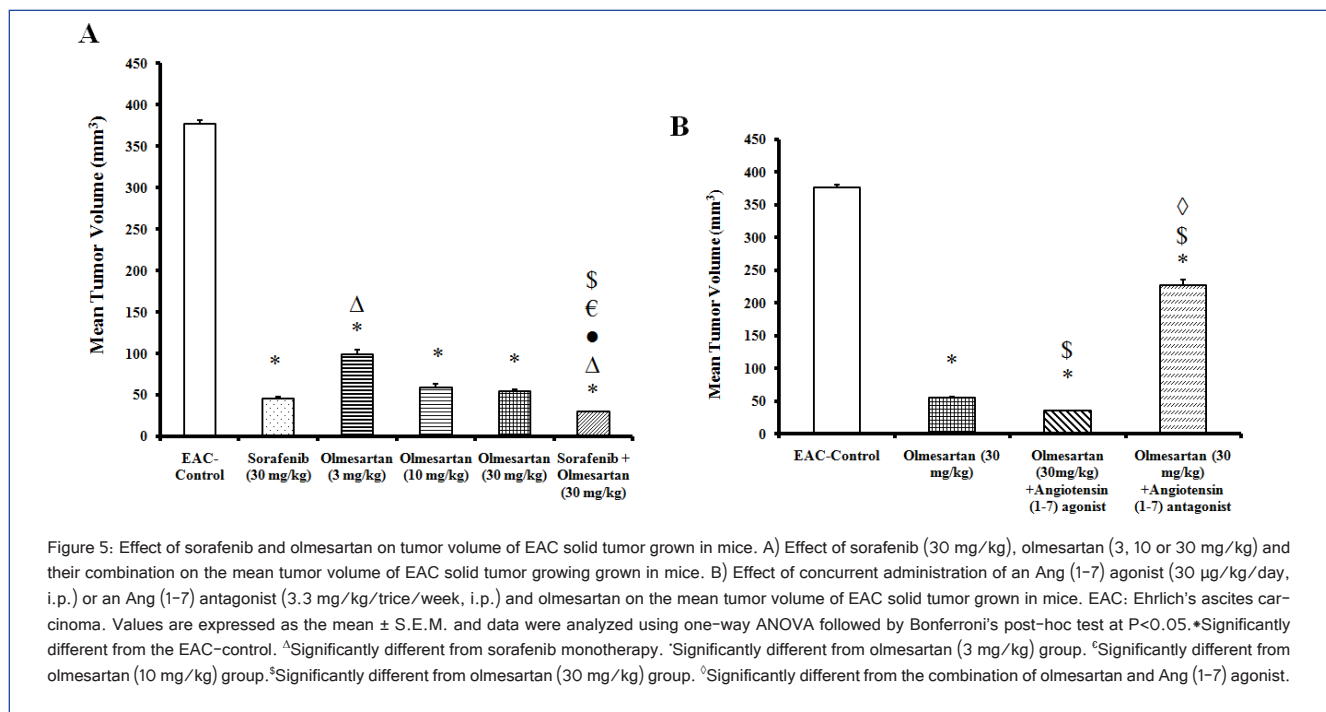 A
450
400
350
300
250
200
150
100
50
0
Mean Tumor Volume (mm³)
*
Δ
*
*
*
$
€
●
Δ
*
EAC-
Control
Sorafenib
(30 mg/kg)
Olmesartan
(3 mg/kg)
Olmesartan
(10 mg/kg)
Olmesartan
(30 mg/kg)
Sorafenib +
Olmesartan
(30 mg/kg)
B
450
400
350
300
250
200
150
100
50
0
Mean Tumor Volume (mm³)
*
$
*
◊
$
*
EAC-Control
Olmesartan (30
mg/kg)
Olmesartan
(30mg/kg)
+Angiotensin
(1-7) agonist
Olmesartan (30
mg/kg)
+Angiotensin
(1-7) antagonist
Figure 5: Effect of sorafenib and olmesartan on tumor volume of EAC solid tumor grown in mice. A) Effect of sorafenib (30 mg/kg), olmesartan (3, 10 or 30 mg/kg) and
their combination on the mean tumor volume of EAC solid tumor growing grown in mice. B) Effect of concurrent administration of an Ang (1-7) agonist (30 µg/kg/day,
i.p.) or an Ang (1-7) antagonist (3.3 mg/kg/trice/week, i.p.) and olmesartan on the mean tumor volume of EAC solid tumor grown in mice. EAC: Ehrlich's ascites car-
cinoma. Values are expressed as the mean ± S.E.M. and data were analyzed using one-way ANOVA followed by Bonferroni's post-hoc test at P<0.05.*Significantly
different from the EAC-control. ᐃSignificantly different from sorafenib monotherapy. ˙Significantly different from olmesartan (3 mg/kg) group. €Significantly different from
olmesartan (10 mg/kg) group.$Significantly different from olmesartan (30 mg/kg) group. ◊Significantly different from the combination of olmesartan and Ang (1-7) agonist.